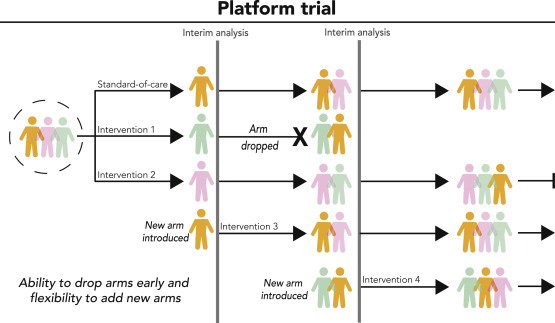 Platform trial
Interim analysis
Interim analysis
Standard-of-care
Intervention 1
Arm
dropped
X
Intervention 2
New arm
introduced
Intervention 3
Ability to drop arms early and
flexibility to add new arms
New arm
introduced
Intervention 4